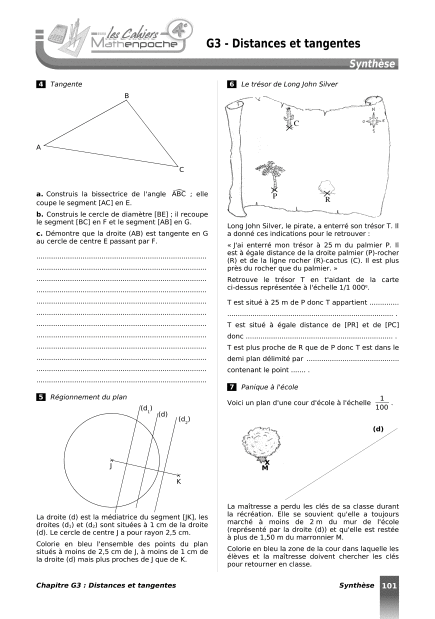 les Cahiers
Mathenpoche
4e
G3 - Distances et tangentes
Synthèse
4 Tangente
B
A
C
a. Construis la bissectrice de l'angle ABC ; elle
coupe le segment [AC] en E.
b. Construis le cercle de diamètre [BE] ; il recoupe
le segment [BC] en F et le segment [AB] en G.
c. Démontre que la droite (AB) est tangente en G
au cercle de centre E passant par F.
5 Régionnement du plan
(d1)
(d)
(d2)
J
K
La droite (d) est la médiatrice du segment [JK], les
droites (d1) et (d2) sont situées à 1 cm de la droite
(d). Le cercle de centre J a pour rayon 2,5 cm.
Colorie en bleu l'ensemble des points du plan
situés à moins de 2,5 cm de J, à moins de 1 cm de
la droite (d) mais plus proches de J que de K.
6 Le trésor de Long John Silver
C
N
S
P
R
Long John Silver, le pirate, a enterré son trésor T. Il
a donné ces indications pour le retrouver :
« J'ai enterré mon trésor à 25 m du palmier P. Il
est à égale distance de la droite palmier (P)-rocher
(R) et de la ligne rocher (R)-cactus (C). Il est plus
près du rocher que du palmier. »
Retrouve le trésor T en t'aidant de la carte
ci-dessus représentée à l'échelle 1/1 000e.
T est situé à 25 m de P donc T appartient ..............
.............................................................................. .
T est situé à égale distance de [PR] et de [PC]
donc ..................................................................... .
T est plus proche de R que de P donc T est dans le
demi plan délimité par ...........................................
contenant le point ....... .
7 Panique à l'école
Voici un plan d'une cour d'école à l'échelle 1/100 .
(d)
M
La maîtresse a perdu les clés de sa classe durant
la récréation. Elle se souvient qu'elle a toujours
marché à moins de 2 m du mur de l'école
(représenté par la droite (d)) et qu'elle est restée
à plus de 1,50 m du marronnier M.
Colorie en bleu la zone de la cour dans laquelle les
élèves et la maîtresse doivent chercher les clés
pour retourner en classe.
Chapitre G3 : Distances et tangentes
Synthèse 101